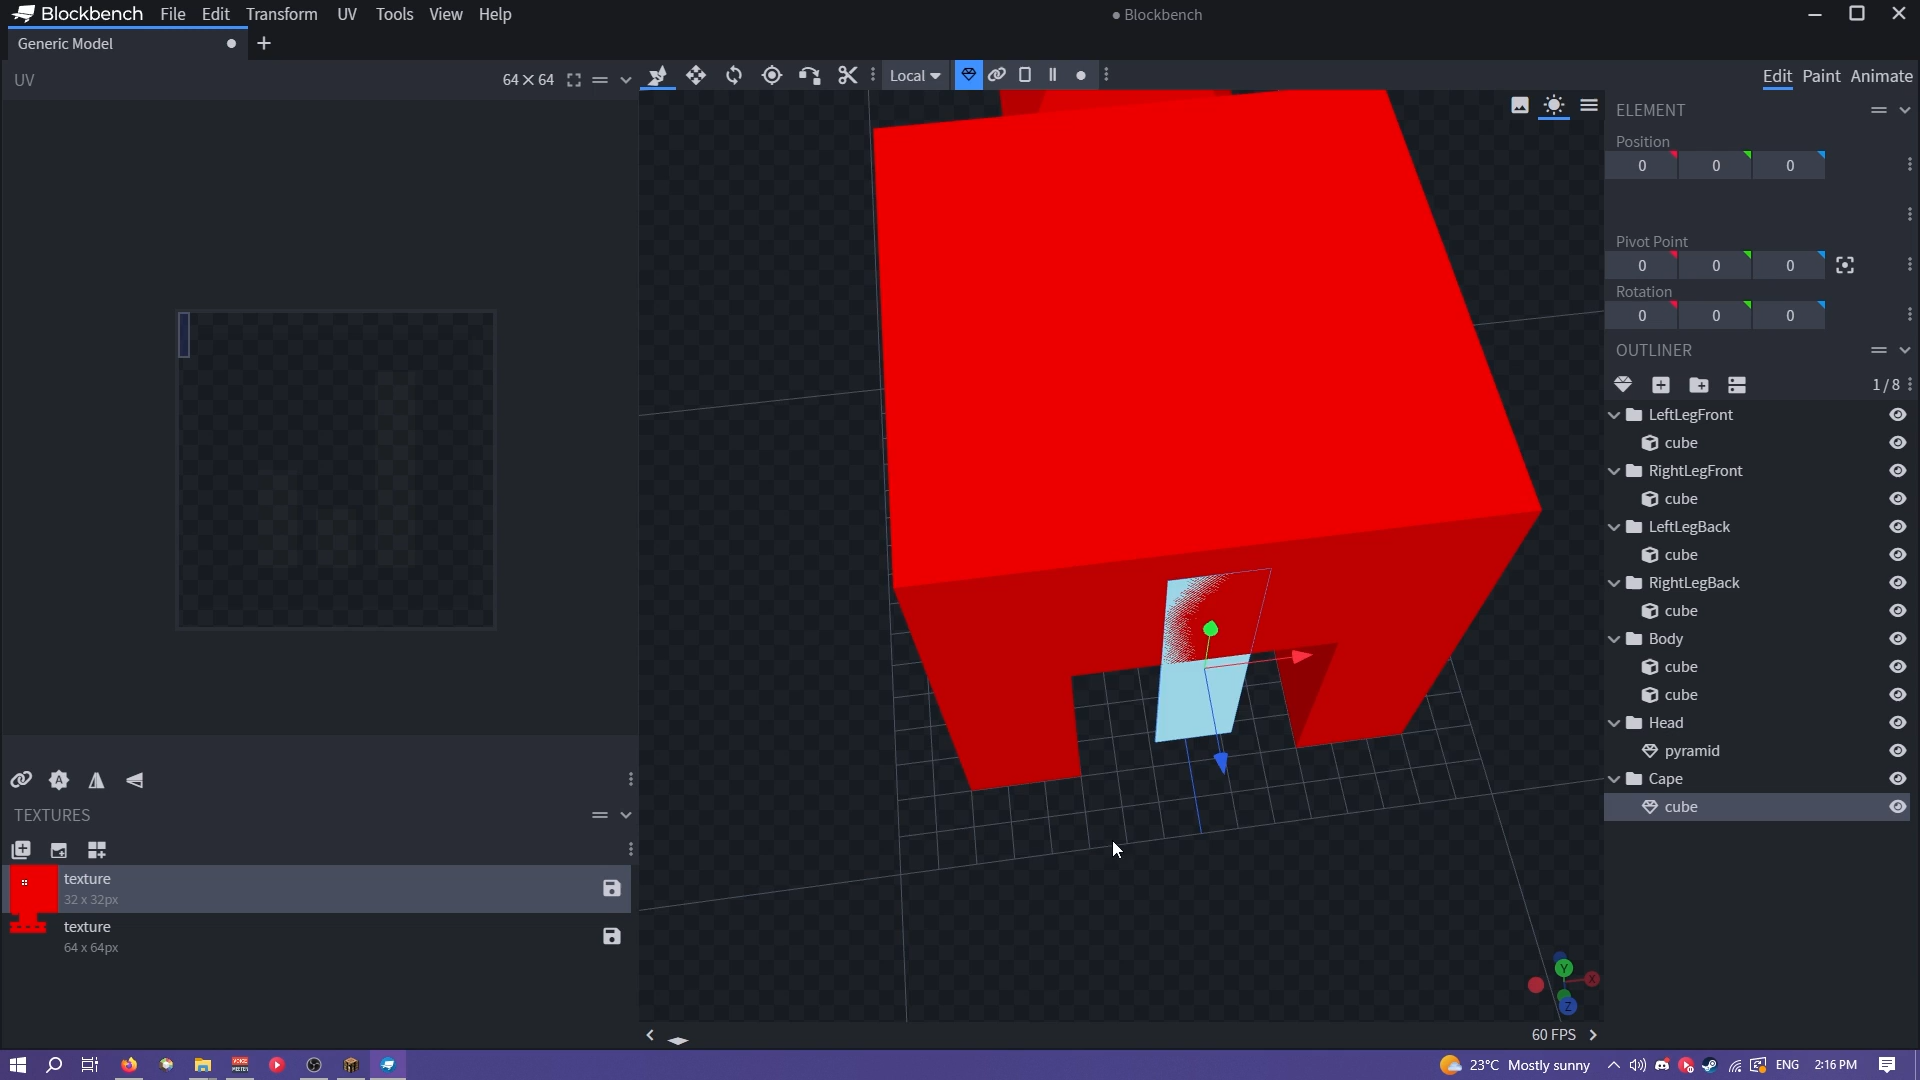 Blockbench File Edit Transform UV Tools View Help
Blockbench
Generic Model
UV
64×64
Local
Edit Paint Animate
ELEMENT
Position
0 0 0
Pivot Point
0 0 0
Rotation
0 0 0
OUTLINER
1/8
LeftLegFront
cube
RightLegFront
cube
LeftLegBack
cube
RightLegBack
cube
Body
cube
cube
Head
pyramid
Cape
cube
TEXTURES
texture
32 x 32px
texture
64 x 64px
Y
X
Z
60 FPS
23°C Mostly sunny
ENG
2:16 PM